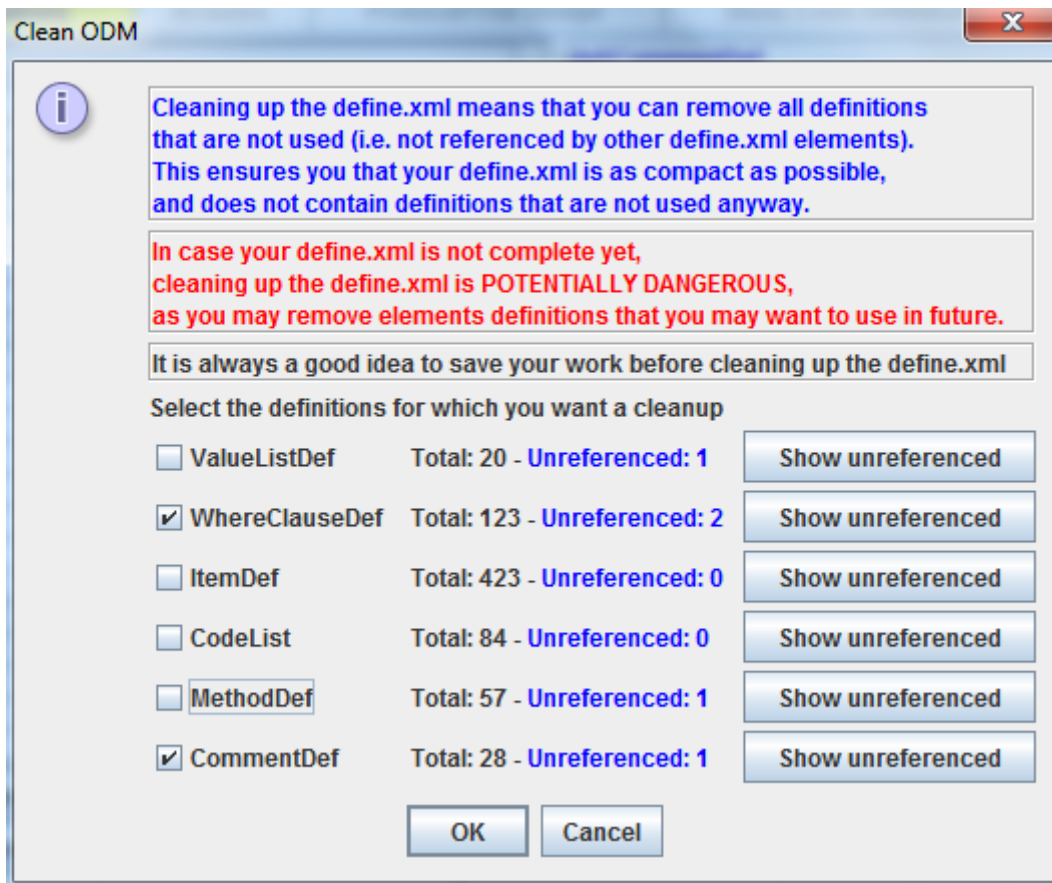 Clean ODM
Cleaning up the define.xml means that you can remove all definitions
that are not used (i.e. not referenced by other define.xml elements).
This ensures you that your define.xml is as compact as possible,
and does not contain definitions that are not used anyway.
In case your define.xml is not complete yet,
cleaning up the define.xml is POTENTIALLY DANGEROUS,
as you may remove elements definitions that you may want to use in future.
It is always a good idea to save your work before cleaning up the define.xml
Select the definitions for which you want a cleanup
ValueListDef Total: 20 - Unreferenced: 1 Show unreferenced
WhereClauseDef Total: 123 - Unreferenced: 2 Show unreferenced
ItemDef Total: 423 - Unreferenced: 0 Show unreferenced
CodeList Total: 84 - Unreferenced: 0 Show unreferenced
MethodDef Total: 57 - Unreferenced: 1 Show unreferenced
CommentDef Total: 28 - Unreferenced: 1 Show unreferenced
OK Cancel